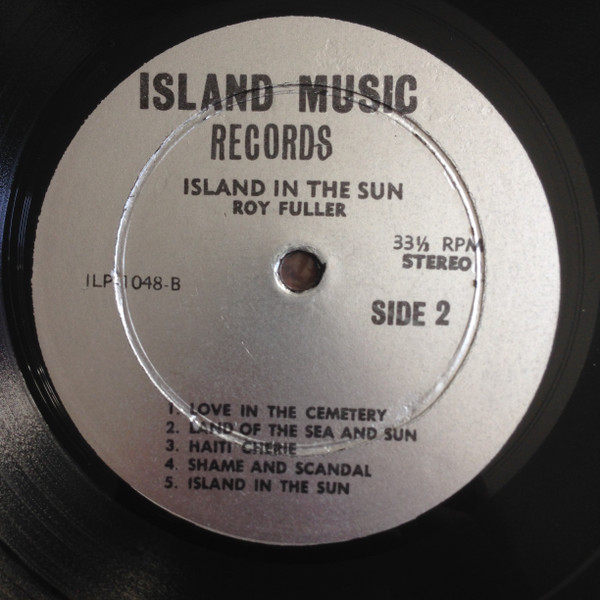 ISLAND MUSIC
RECORDS
ISLAND IN THE SUN
ROY FULLER
33⅓ RPM
STEREO
ILP-1048-B
SIDE 2
1. LOVE IN THE CEMETERY
2. LAND OF THE SEA AND SUN
3. HAITI CHERIE
4. SHAME AND SCANDAL
5. ISLAND IN THE SUN